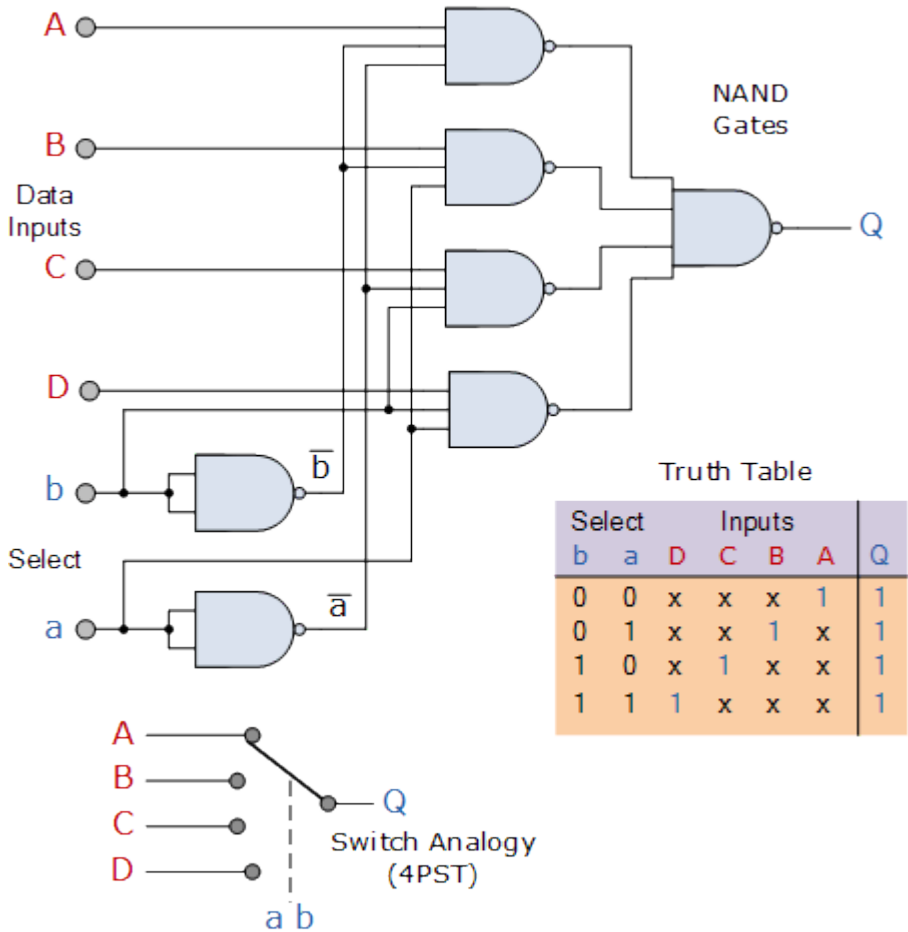 A
NAND
Gates
B
Data
Inputs
Q
C
D
b̅
b
Select
a̅
a
Truth Table
Select Inputs
b a D C B A Q
0 0 x x x 1 1
0 1 x x 1 x 1
1 0 x 1 x x 1
1 1 1 x x x 1
A
B
Q
C
Switch Analogy
(4PST)
D
a b